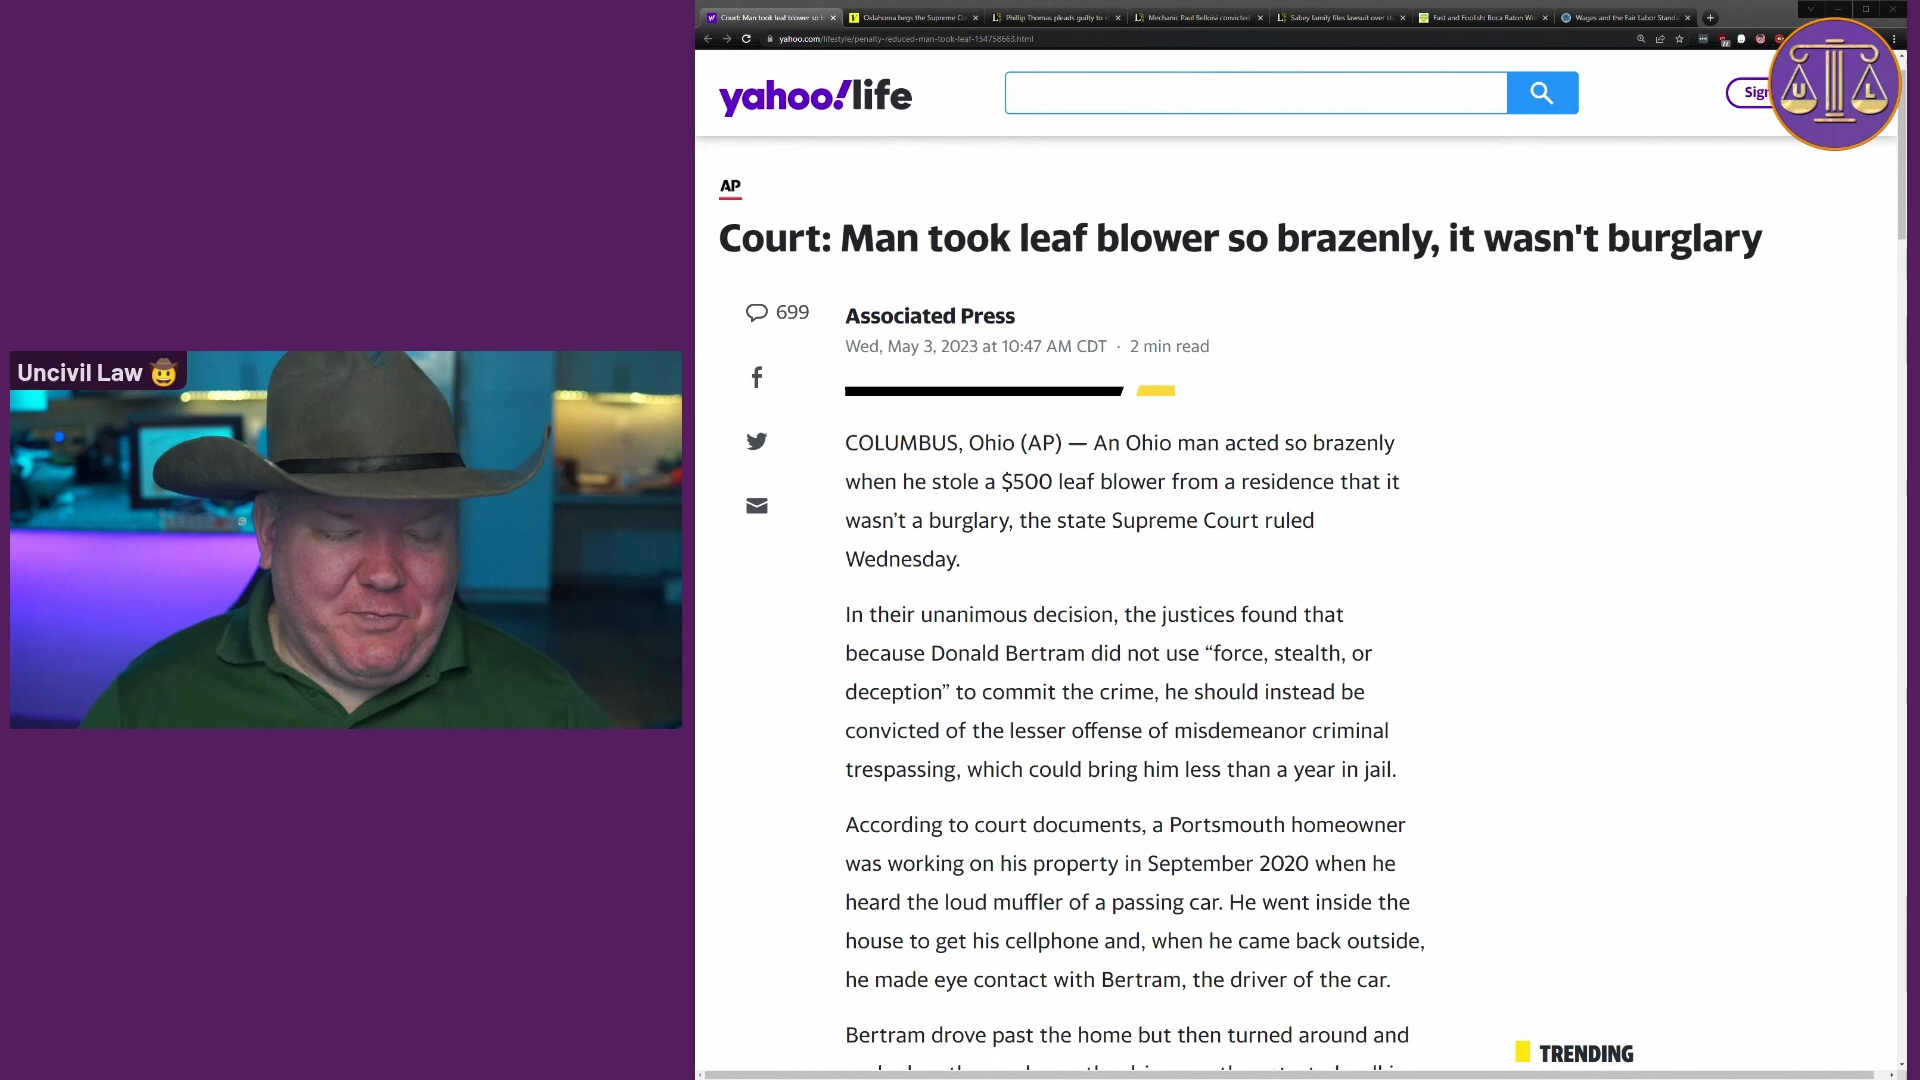 Court: Man took leaf blower so b
Oklahoma begs the Supreme Co
Phillip Thomas pleads guilty to
Mechanic Paul Belloisi convicted
Sabey family files lawsuit over st
Fast and Foolish: Boca Raton Wo
Wages and the Fair Labor Standa
yahoo.com/lifestyle/penalty-reduced-man-took-leaf-154758663.html
yahoo!life
Sign
U L
AP
Court: Man took leaf blower so brazenly, it wasn't burglary
699
Associated Press
Wed, May 3, 2023 at 10:47 AM CDT · 2 min read
Uncivil Law 🤠
COLUMBUS, Ohio (AP) — An Ohio man acted so brazenly
when he stole a $500 leaf blower from a residence that it
wasn’t a burglary, the state Supreme Court ruled
Wednesday.
In their unanimous decision, the justices found that
because Donald Bertram did not use “force, stealth, or
deception” to commit the crime, he should instead be
convicted of the lesser offense of misdemeanor criminal
trespassing, which could bring him less than a year in jail.
According to court documents, a Portsmouth homeowner
was working on his property in September 2020 when he
heard the loud muffler of a passing car. He went inside the
house to get his cellphone and, when he came back outside,
he made eye contact with Bertram, the driver of the car.
Bertram drove past the home but then turned around and
TRENDING